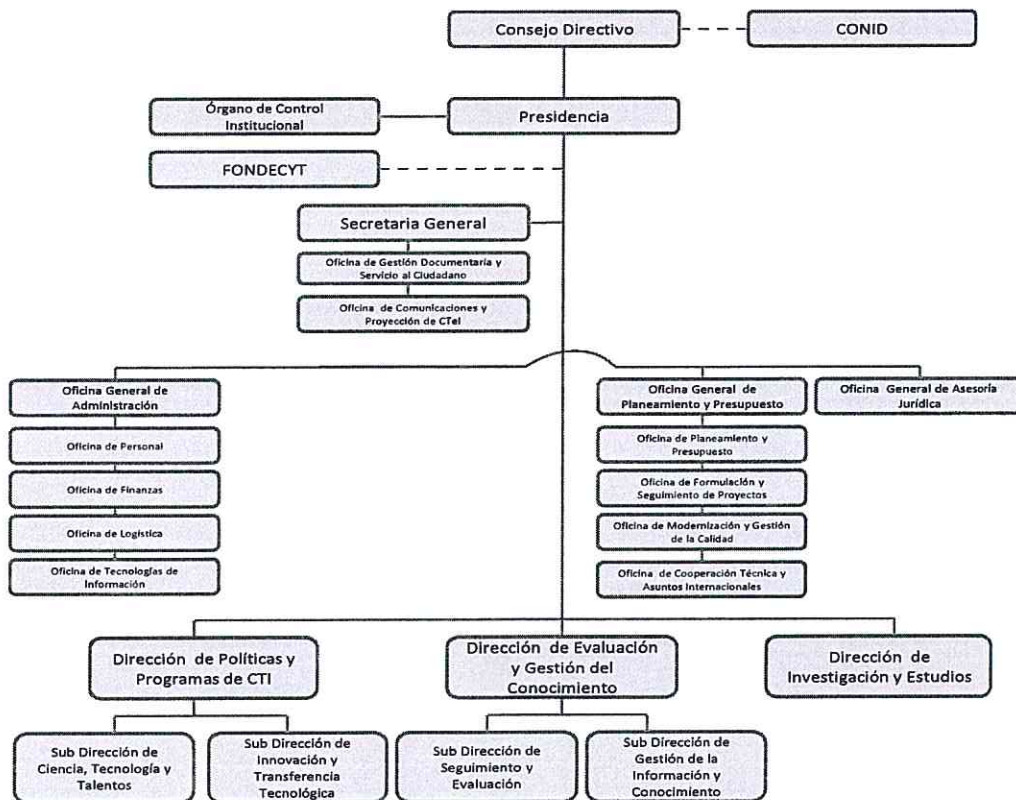 Consejo Directivo
CONID
Órgano de Control
Institucional
Presidencia
FONDECYT
Secretaria General
Oficina de Gestión Documentaria y
Servicio al Ciudadano
Oficina de Comunicaciones y
Proyección de CTeI
Oficina General de
Administración
Oficina de Personal
Oficina de Finanzas
Oficina de Logística
Oficina de Tecnologías de
Información
Oficina General de
Planeamiento y Presupuesto
Oficina de Planeamiento y
Presupuesto
Oficina de Formulación y
Seguimiento de Proyectos
Oficina de Modernización y Gestión
de la Calidad
Oficina de Cooperación Técnica y
Asuntos Internacionales
Oficina General de Asesoría
Jurídica
Dirección de Políticas y
Programas de CTI
Dirección de Evaluación
y Gestión del
Conocimiento
Dirección de
Investigación y Estudios
Sub Dirección de
Ciencia, Tecnología y
Talentos
Sub Dirección de
Innovación y
Transferencia
Tecnológica
Sub Dirección de
Seguimiento y
Evaluación
Sub Dirección de
Gestión de la
Información y
Conocimiento